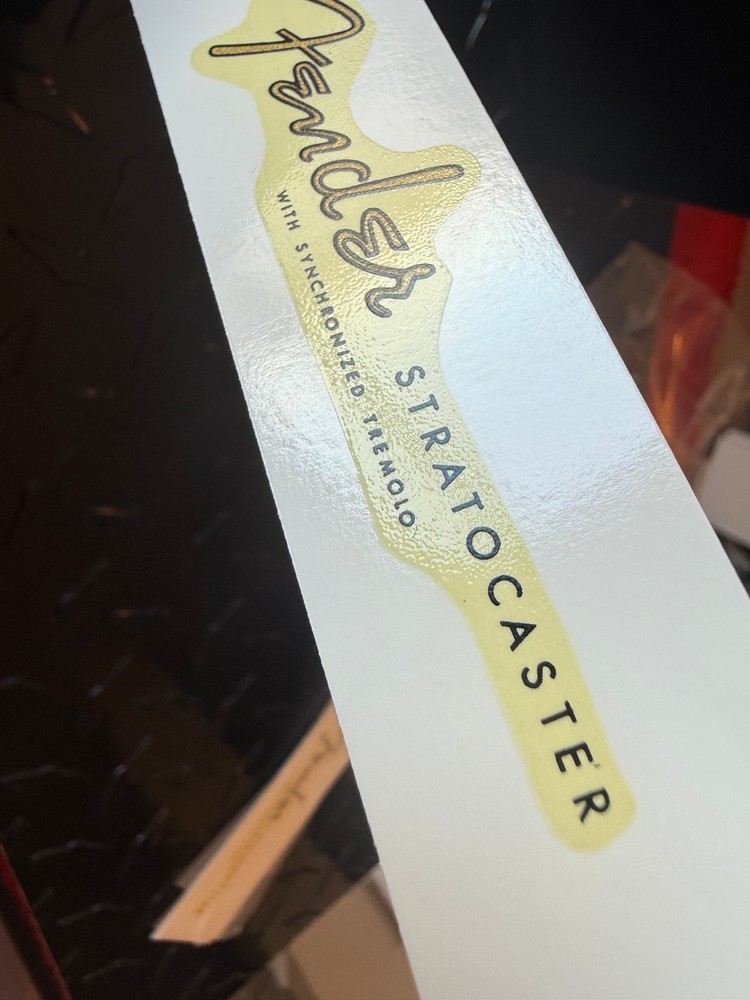 Fender
STRATOCASTER
WITH SYNCHRONIZED TREMOLO